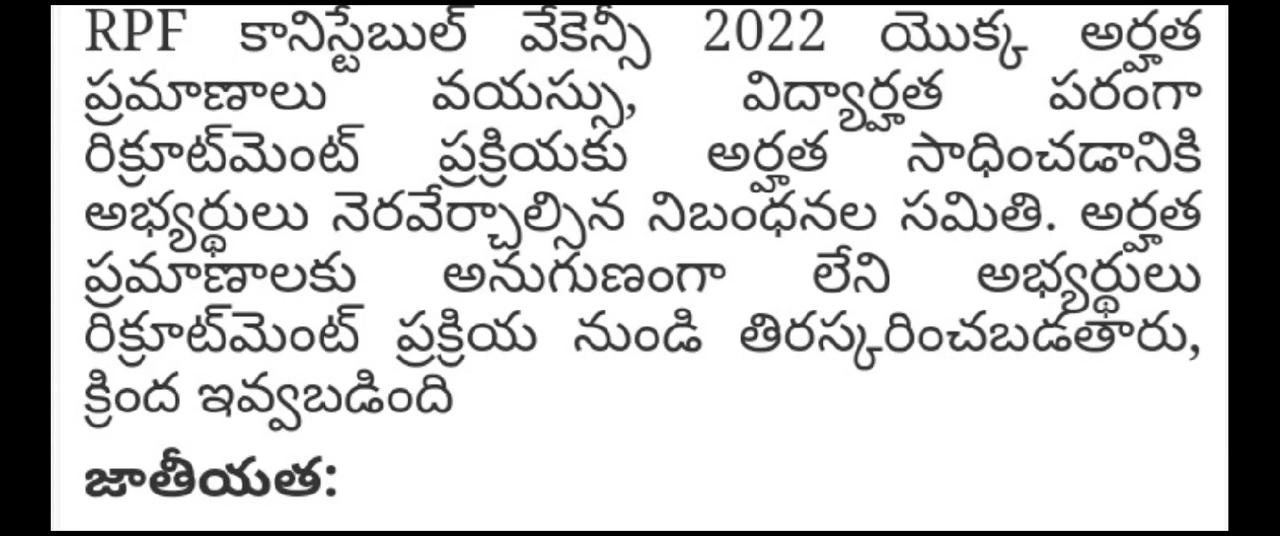 RPF కానిస్టేబుల్ వేకెన్సీ 2022 యొక్క అర్హత
ప్రమాణాలు వయస్సు, విద్యార్హత పరంగా
రిక్రూట్‌మెంట్ ప్రక్రియకు అర్హత సాధించడానికి
అభ్యర్థులు నెరవేర్చాల్సిన నిబంధనల సమితి. అర్హత
ప్రమాణాలకు అనుగుణంగా లేని అభ్యర్థులు
రిక్రూట్‌మెంట్ ప్రక్రియ నుండి తిరస్కరించబడతారు,
క్రింద ఇవ్వబడింది
జాతీయత: